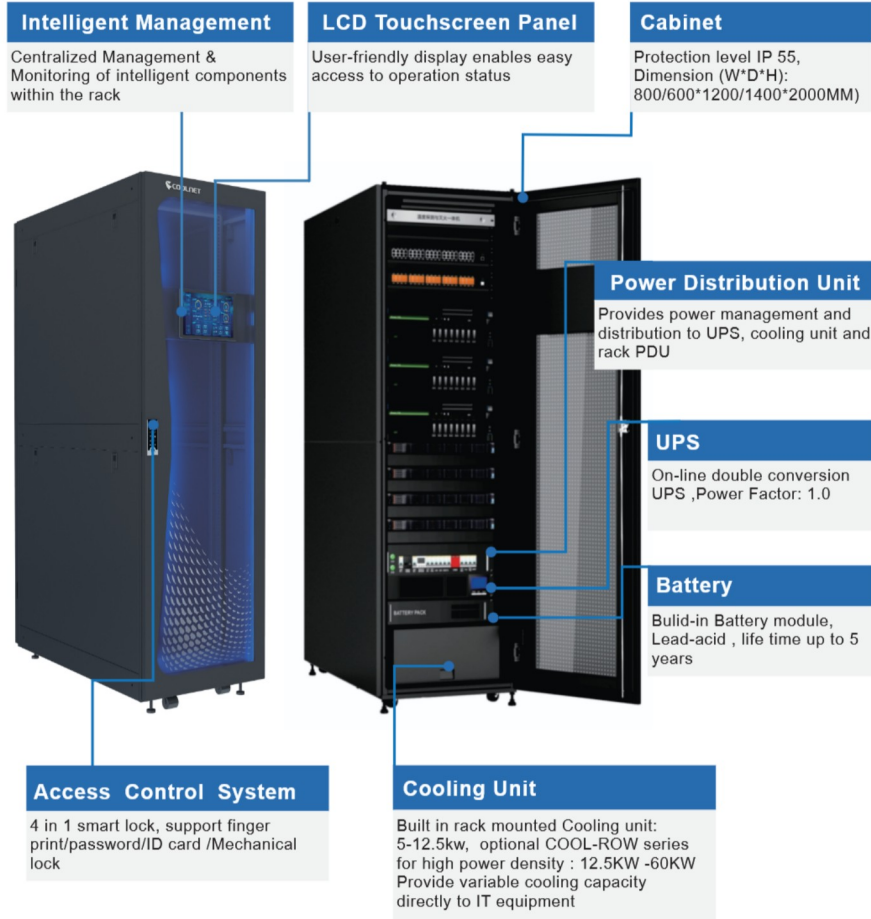 Intelligent Management
Centralized Management &
Monitoring of intelligent components
within the rack
LCD Touchscreen Panel
User-friendly display enables easy
access to operation status
Cabinet
Protection level IP 55,
Dimension (W*D*H):
800/600*1200/1400*2000MM)
COOLNET
Power Distribution Unit
Provides power management and
distribution to UPS, cooling unit and
rack PDU
UPS
On-line double conversion
UPS ,Power Factor: 1.0
BATTERY PACK
Battery
Bulid-in Battery module,
Lead-acid , life time up to 5
years
Access Control System
4 in 1 smart lock, support finger
print/password/ID card /Mechanical
lock
Cooling Unit
Built in rack mounted Cooling unit:
5-12.5kw, optional COOL-ROW series
for high power density : 12.5KW -60KW
Provide variable cooling capacity
directly to IT equipment